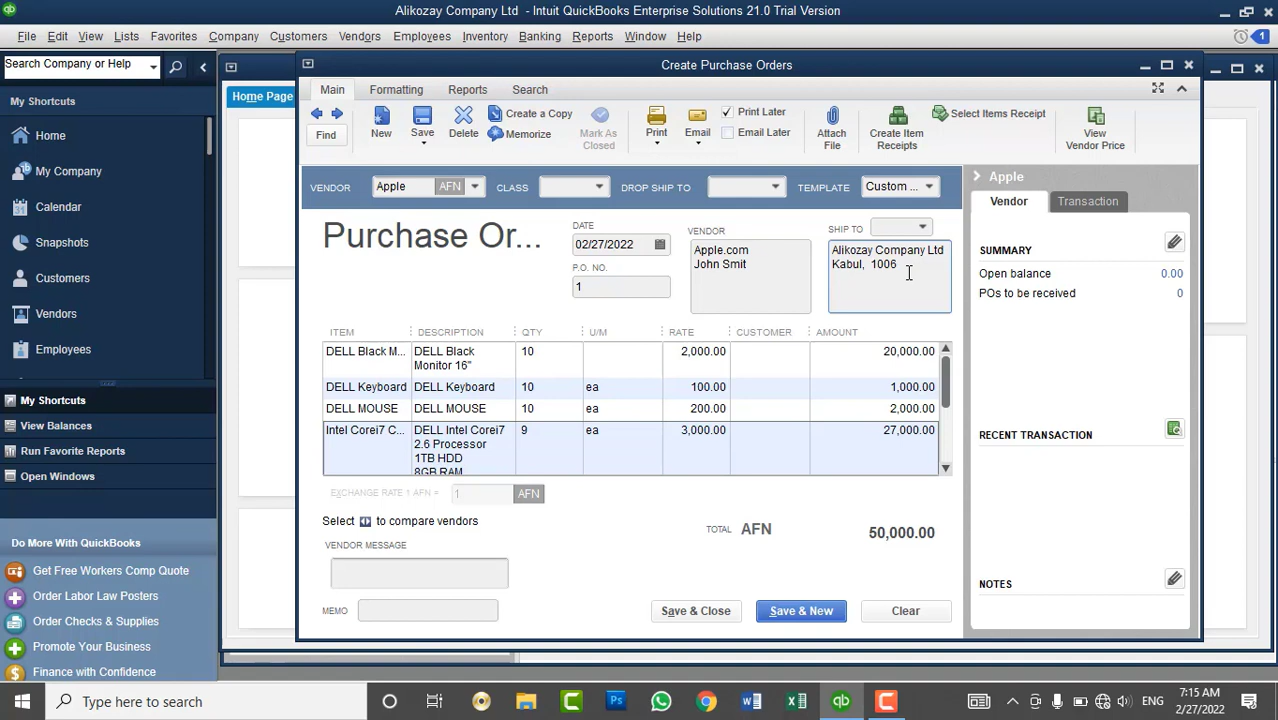 Alikozay Company Ltd - Intuit QuickBooks Enterprise Solutions 21.0 Trial Version
File Edit View Lists Favorites Company Customers Vendors Employees Inventory Banking Reports Window Help 1
Search Company or Help
My Shortcuts
Home
My Company
Calendar
Snapshots
Customers
Vendors
Employees
My Shortcuts
View Balances
Run Favorite Reports
Open Windows
Do More With QuickBooks
Get Free Workers Comp Quote
Order Labor Law Posters
Order Checks & Supplies
Promote Your Business
Finance with Confidence
Home Page
Create Purchase Orders
Main Formatting Reports Search
Find
New
Save
Delete
Create a Copy
Memorize
Mark As
Closed
Print
Print Later
Email
Email Later
Attach
File
Create Item
Receipts
Select Items Receipt
View
Vendor Price
VENDOR Apple AFN CLASS DROP SHIP TO TEMPLATE Custom ...
Purchase Or...
DATE
02/27/2022
P.O. NO.
1
VENDOR
Apple.com
John Smit
SHIP TO
Alikozay Company Ltd
Kabul, 1006
ITEM DESCRIPTION QTY U/M RATE CUSTOMER AMOUNT
DELL Black M... DELL Black 10 2,000.00 20,000.00
Monitor 16"
DELL Keyboard DELL Keyboard 10 ea 100.00 1,000.00
DELL MOUSE DELL MOUSE 10 ea 200.00 2,000.00
Intel Corei7 C... DELL Intel Corei7 9 ea 3,000.00 27,000.00
2.6 Processor
1TB HDD
8GB RAM
EXCHANGE RATE 1 AFN = 1 AFN
Select to compare vendors
TOTAL AFN 50,000.00
VENDOR MESSAGE
MEMO
Save & Close Save & New Clear
Apple
Vendor Transaction
SUMMARY
Open balance 0.00
POs to be received 0
RECENT TRANSACTION
NOTES
Type here to search
ENG
7:15 AM
2/27/2022